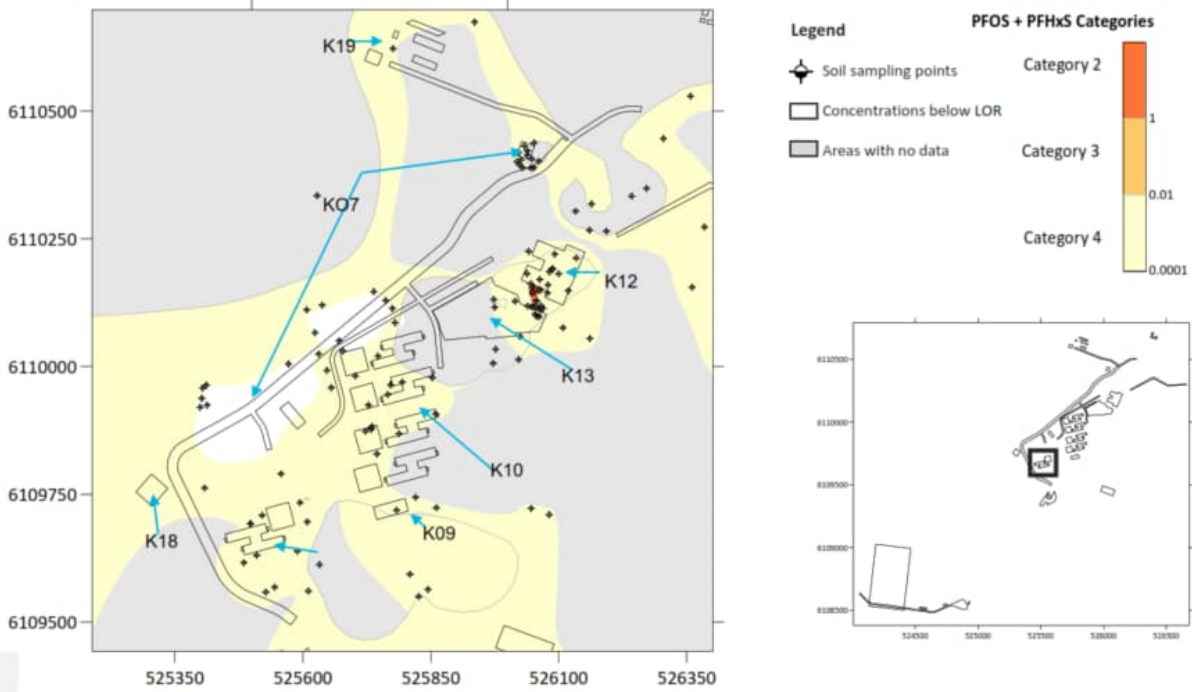 K19
K07
K12
K13
K10
K09
K18
6110500
6110250
6110000
6109750
6109500
525350
525600
525850
526100
526350
Legend
Soil sampling points
Concentrations below LOR
Areas with no data
PFOS + PFHxS Categories
Category 2
1
Category 3
0.01
Category 4
0.0001
6110500
6110000
6109500
6109000
6108500
524500
525000
525500
526000
526500